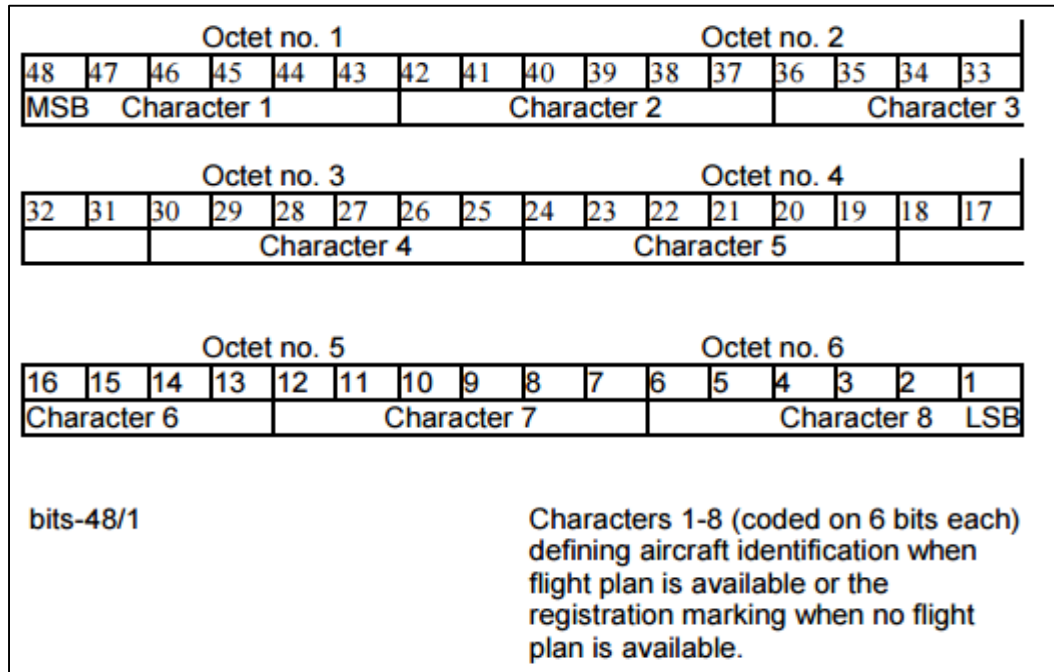 Octet no. 1 Octet no. 2
48 47 46 45 44 43 42 41 40 39 38 37 36 35 34 33
MSB Character 1 Character 2 Character 3
Octet no. 3 Octet no. 4
32 31 30 29 28 27 26 25 24 23 22 21 20 19 18 17
Character 4 Character 5
Octet no. 5 Octet no. 6
16 15 14 13 12 11 10 9 8 7 6 5 4 3 2 1
Character 6 Character 7 Character 8 LSB
bits-48/1 Characters 1-8 (coded on 6 bits each)
defining aircraft identification when
flight plan is available or the
registration marking when no flight
plan is available.